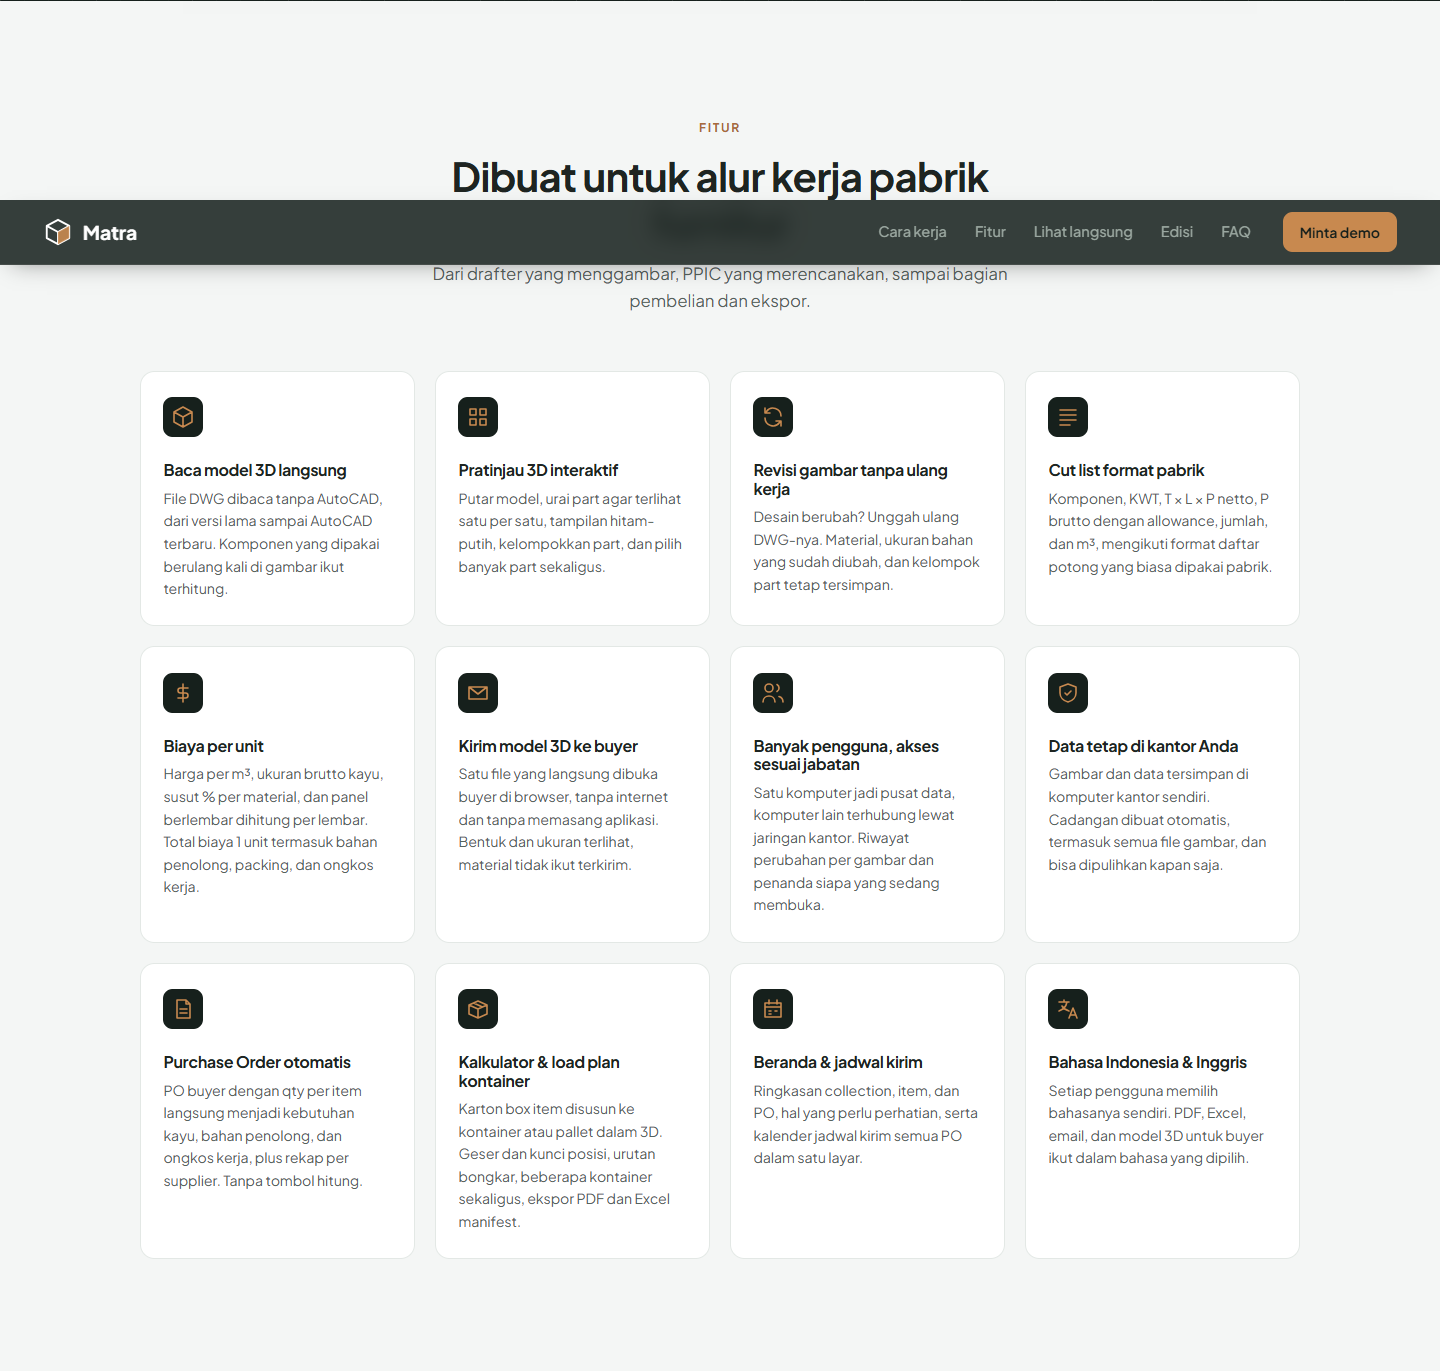 FITUR
Dibuat untuk alur kerja pabrik
Matra
Cara kerja
Fitur
Lihat langsung
Edisi
FAQ
Minta demo
Dari drafter yang menggambar, PPIC yang merencanakan, sampai bagian
pembelian dan ekspor.
Baca model 3D langsung
File DWG dibaca tanpa AutoCAD,
dari versi lama sampai AutoCAD
terbaru. Komponen yang dipakai
berulang kali di gambar ikut
terhitung.
Pratinjau 3D interaktif
Putar model, urai part agar terlihat
satu per satu, tampilan hitam-
putih, kelompokkan part, dan pilih
banyak part sekaligus.
Revisi gambar tanpa ulang
kerja
Desain berubah? Unggah ulang
DWG-nya. Material, ukuran bahan
yang sudah diubah, dan kelompok
part tetap tersimpan.
Cut list format pabrik
Komponen, KWT, T × L × P netto, P
brutto dengan allowance, jumlah,
dan m³, mengikuti format daftar
potong yang biasa dipakai pabrik.
Biaya per unit
Harga per m³, ukuran brutto kayu,
susut % per material, dan panel
berlembar dihitung per lembar.
Total biaya 1 unit termasuk bahan
penolong, packing, dan ongkos
kerja.
Kirim model 3D ke buyer
Satu file yang langsung dibuka
buyer di browser, tanpa internet
dan tanpa memasang aplikasi.
Bentuk dan ukuran terlihat,
material tidak ikut terkirim.
Banyak pengguna, akses
sesuai jabatan
Satu komputer jadi pusat data,
komputer lain terhubung lewat
jaringan kantor. Riwayat
perubahan per gambar dan
penanda siapa yang sedang
membuka.
Data tetap di kantor Anda
Gambar dan data tersimpan di
komputer kantor sendiri.
Cadangan dibuat otomatis,
termasuk semua file gambar, dan
bisa dipulihkan kapan saja.
Purchase Order otomatis
PO buyer dengan qty per item
langsung menjadi kebutuhan
kayu, bahan penolong, dan
ongkos kerja, plus rekap per
supplier. Tanpa tombol hitung.
Kalkulator & load plan
kontainer
Karton box item disusun ke
kontainer atau pallet dalam 3D.
Geser dan kunci posisi, urutan
bongkar, beberapa kontainer
sekaligus, ekspor PDF dan Excel
manifest.
Beranda & jadwal kirim
Ringkasan collection, item, dan
PO, hal yang perlu perhatian, serta
kalender jadwal kirim semua PO
dalam satu layar.
Bahasa Indonesia & Inggris
Setiap pengguna memilih
bahasanya sendiri. PDF, Excel,
email, dan model 3D untuk buyer
ikut dalam bahasa yang dipilih.